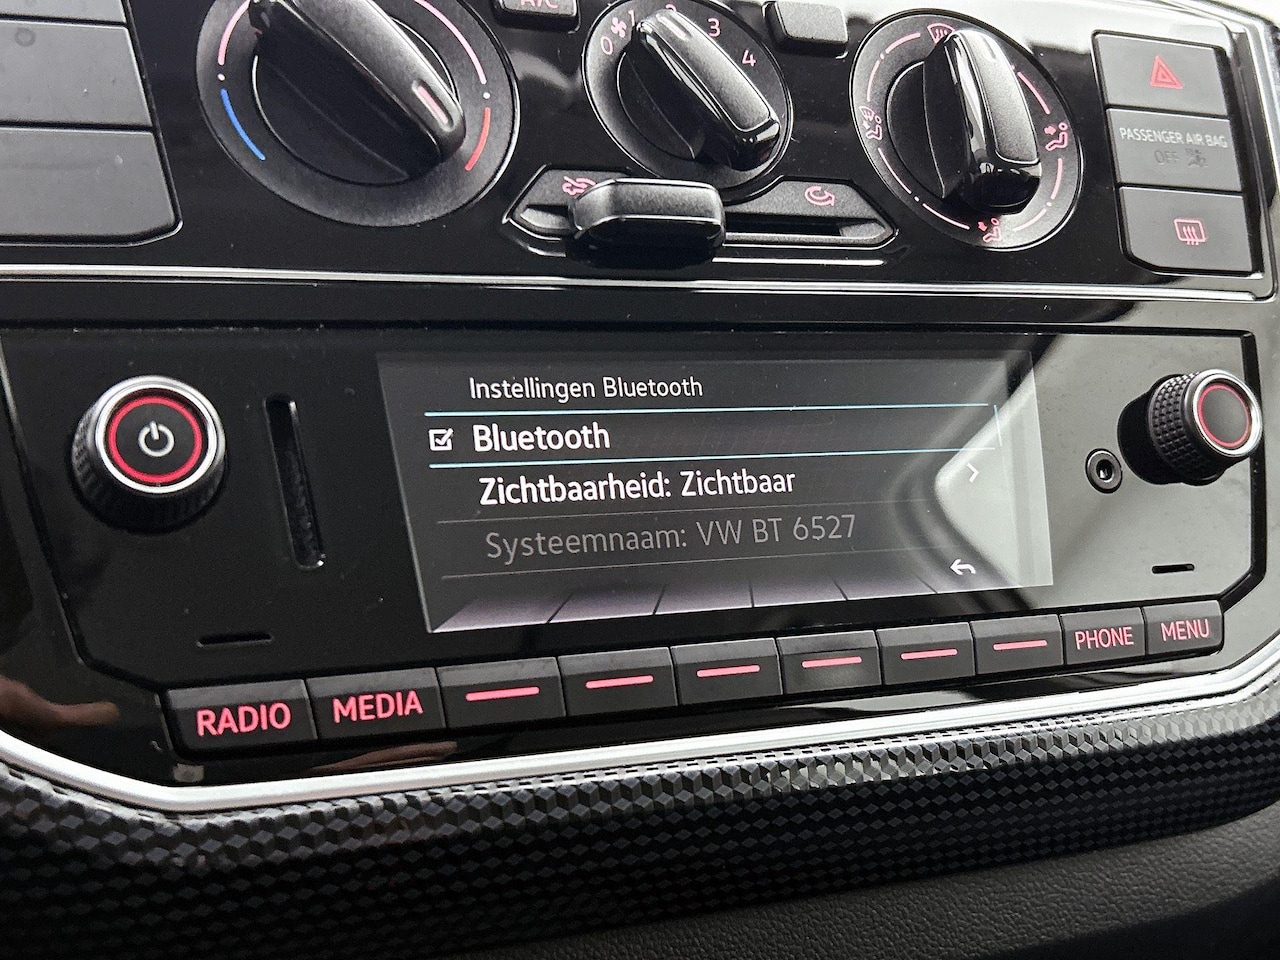 A/C
0 1 2 3 4
PASSENGER AIR BAG
OFF
Instellingen Bluetooth
Bluetooth
Zichtbaarheid: Zichtbaar
Systeemnaam: VW BT 6527
RADIO MEDIA PHONE MENU